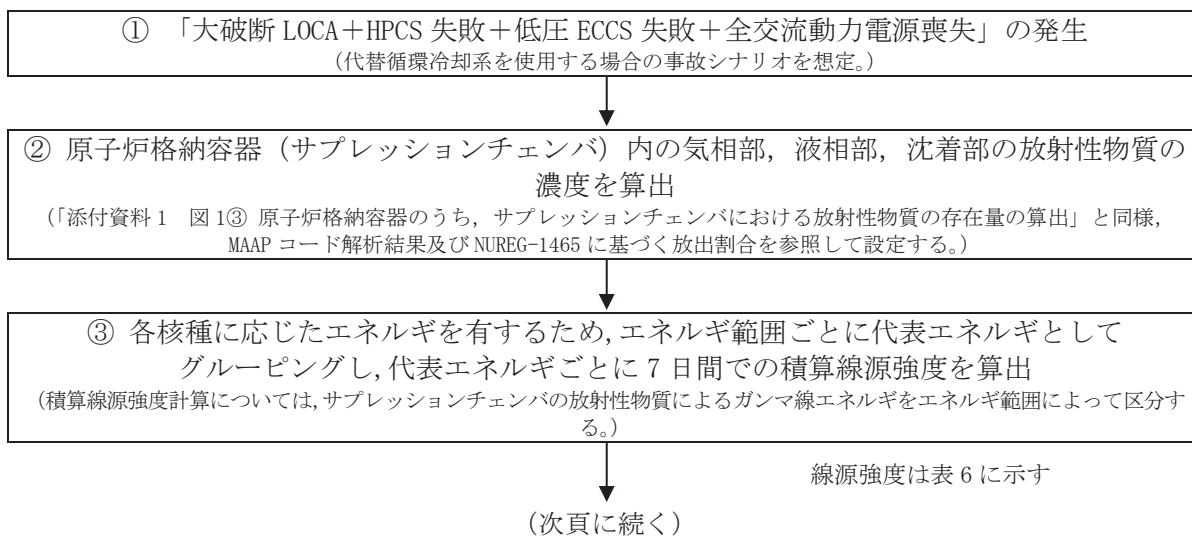 ① 「大破断 LOCA＋HPCS 失敗＋低圧 ECCS 失敗＋全交流動力電源喪失」の発生
（代替循環冷却系を使用する場合の事故シナリオを想定。）
② 原子炉格納容器（サプレッションチェンバ）内の気相部，液相部，沈着部の放射性物質の
濃度を算出
（「添付資料 1　図 1③ 原子炉格納容器のうち，サプレッションチェンバにおける放射性物質の存在量の算出」と同様，
MAAP コード解析結果及び NUREG-1465 に基づく放出割合を参照して設定する。）
③ 各核種に応じたエネルギを有するため,エネルギ範囲ごとに代表エネルギとして
グルーピングし,代表エネルギごとに 7 日間での積算線源強度を算出
（積算線源強度計算については,サプレッションチェンバの放射性物質によるガンマ線エネルギをエネルギ範囲によって区分す
る。）
線源強度は表 6 に示す
（次頁に続く）